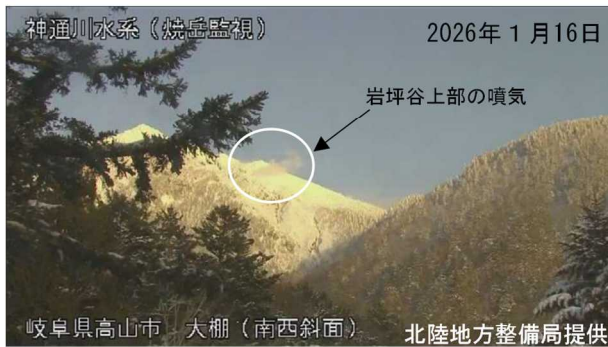 神通川水系（焼岳監視）
2026年１月16日
岩坪谷上部の噴気
岐阜県高山市　大棚（南西斜面）
北陸地方整備局提供